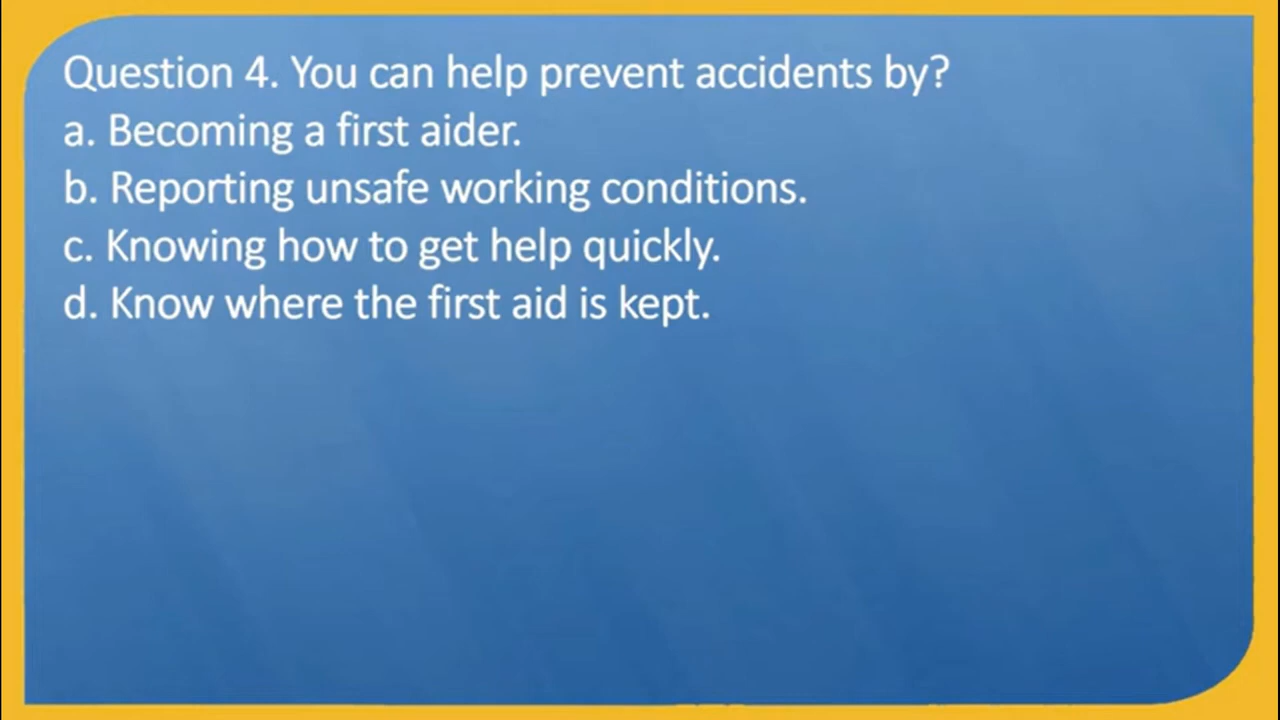 Question 4. You can help prevent accidents by?
a. Becoming a first aider.
b. Reporting unsafe working conditions.
c. Knowing how to get help quickly.
d. Know where the first aid is kept.